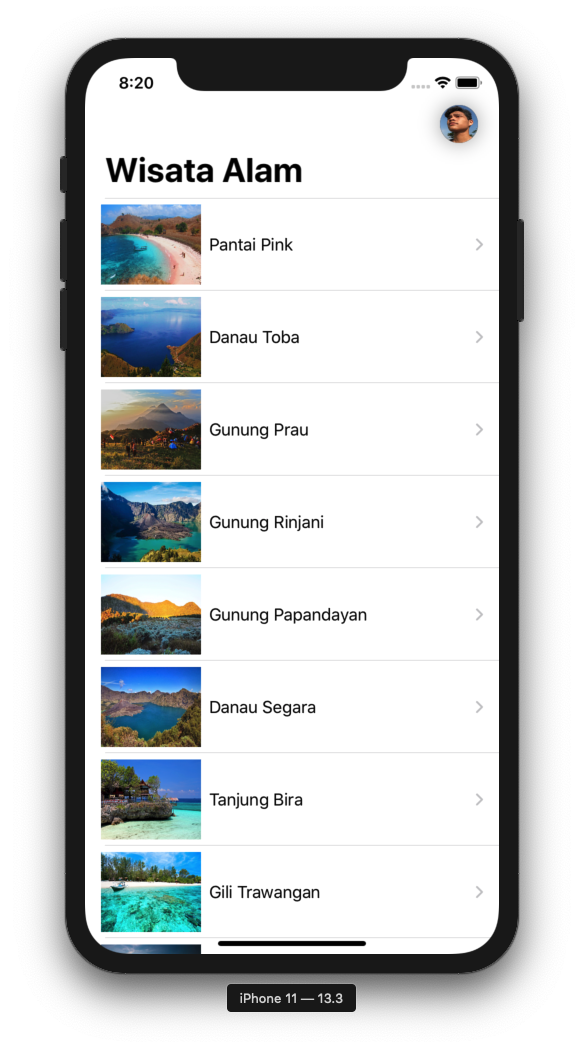 8:20
Wisata Alam
Pantai Pink
Danau Toba
Gunung Prau
Gunung Rinjani
Gunung Papandayan
Danau Segara
Tanjung Bira
Gili Trawangan
iPhone 11 — 13.3